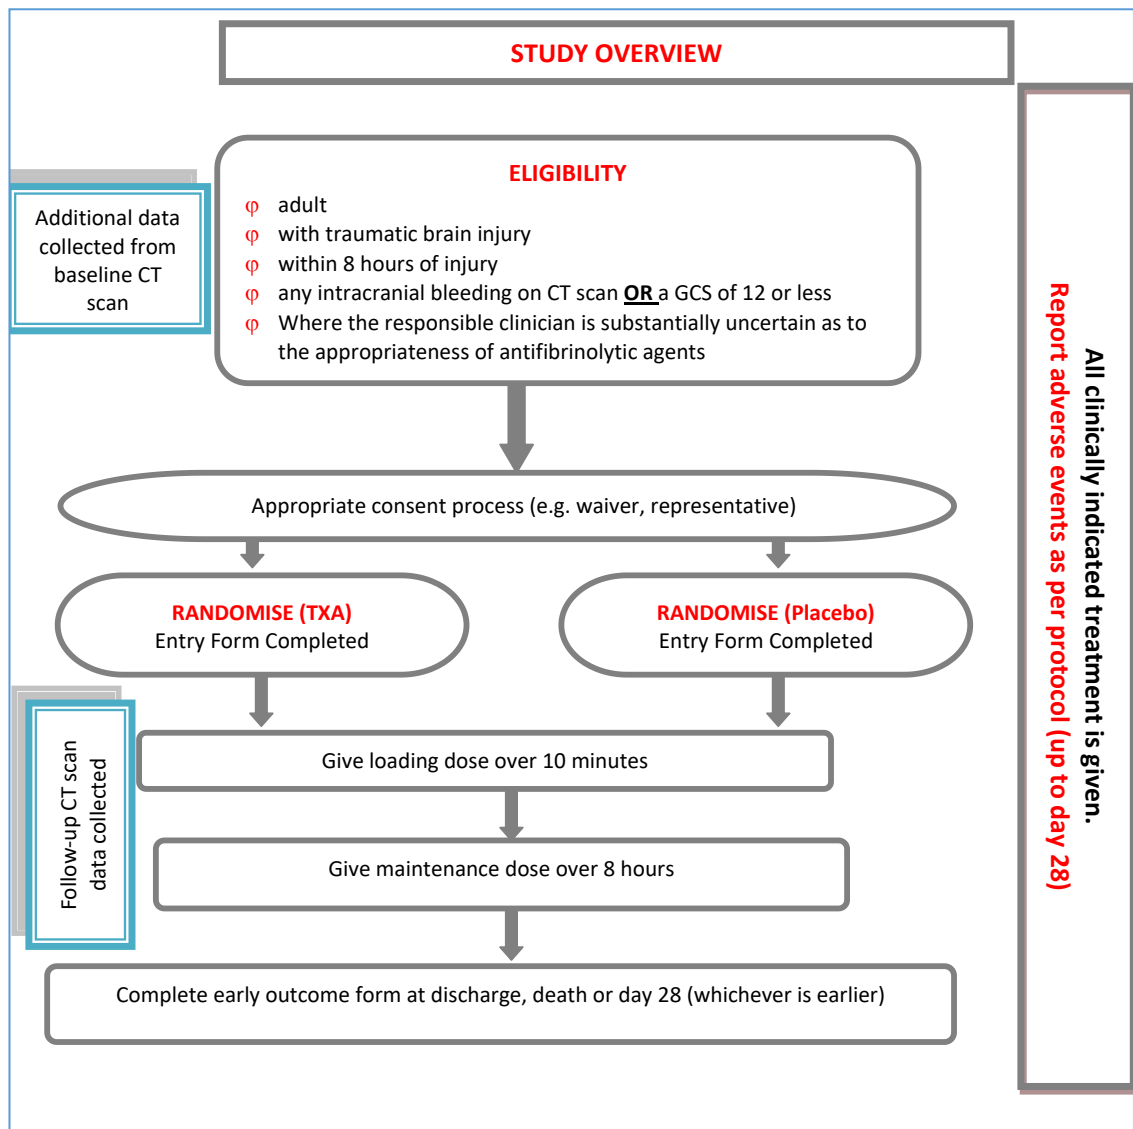 STUDY OVERVIEW
ELIGIBILITY
φ adult
φ with traumatic brain injury
φ within 8 hours of injury
φ any intracranial bleeding on CT scan OR a GCS of 12 or less
φ Where the responsible clinician is substantially uncertain as to
the appropriateness of antifibrinolytic agents
Additional data
collected from
baseline CT
scan
Appropriate consent process (e.g. waiver, representative)
RANDOMISE (TXA)
Entry Form Completed
RANDOMISE (Placebo)
Entry Form Completed
Follow-up CT scan
data collected
Give loading dose over 10 minutes
Give maintenance dose over 8 hours
Complete early outcome form at discharge, death or day 28 (whichever is earlier)
All clinically indicated treatment is given.
Report adverse events as per protocol (up to day 28)